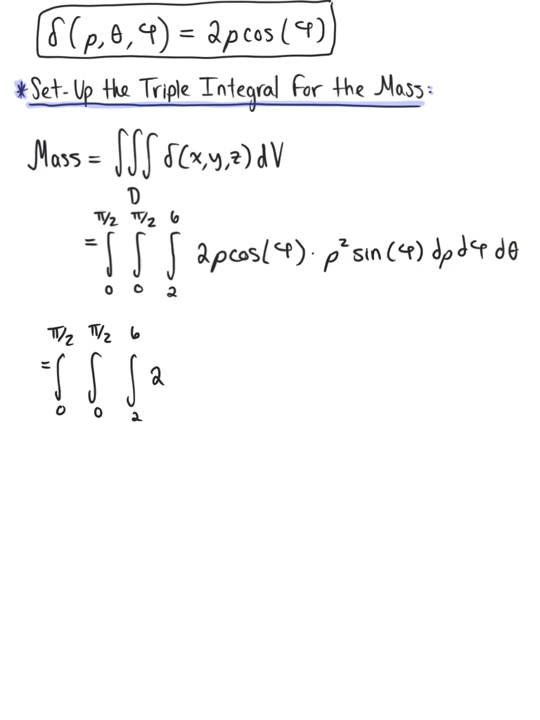 δ(ρ, θ, φ) = 2ρcos(φ)
*Set-Up the Triple Integral For the Mass:
Mass = ∭_D δ(x,y,z) dV
= ∫_0^{π/2} ∫_0^{π/2} ∫_2^6 2ρcos(φ) · ρ² sin(φ) dρ dφ dθ
= ∫_0^{π/2} ∫_0^{π/2} ∫_2^6 2